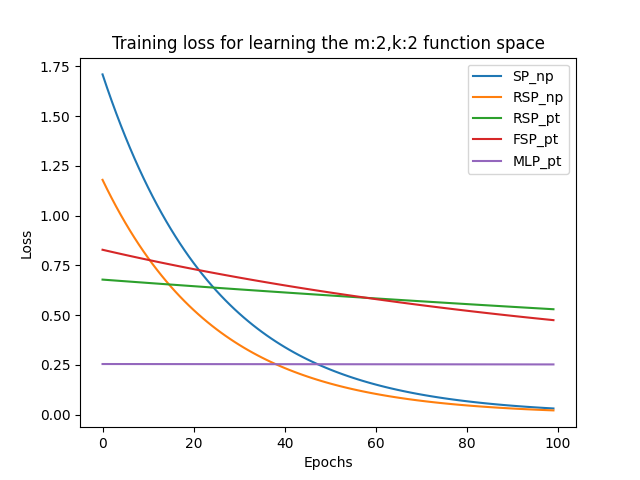 Training loss for learning the m:2,k:2 function space
1.75
1.50
1.25
1.00
0.75
0.50
0.25
0.00
Loss
SP_np
RSP_np
RSP_pt
FSP_pt
MLP_pt
0 20 40 60 80 100
Epochs